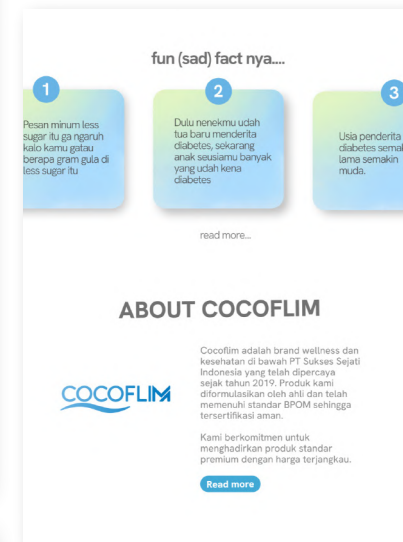 fun (sad) fact nya....
1
Pesan minum less
sugar itu ga ngaruh
kalo kamu gatau
berapa gram gula di
less sugar itu
2
Dulu nenekmu udah
tua baru menderita
diabetes, sekarang
anak seusiamu banyak
yang udah kena
diabetes
3
Usia penderita
diabetes semak
lama semakin
muda.
read more...
ABOUT COCOFLIM
COCOFLIM
Cocoflim adalah brand wellness dan
kesehatan di bawah PT Sukses Sejati
Indonesia yang telah dipercaya
sejak tahun 2019. Produk kami
diformulasikan oleh ahli dan telah
memenuhi standar BPOM sehingga
tersertifikasi aman.
Kami berkomitmen untuk
menghadirkan produk standar
premium dengan harga terjangkau.
Read more